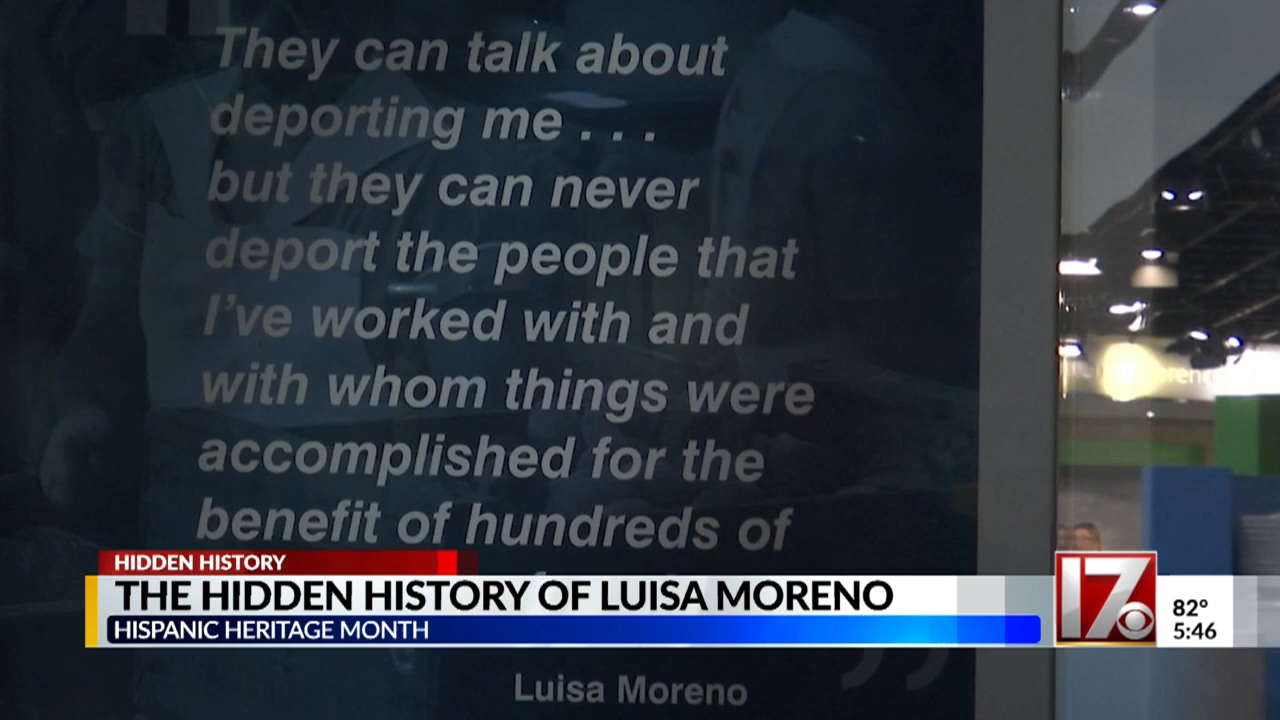 They can talk about
deporting me . . .
but they can never
deport the people that
I've worked with and
with whom things were
accomplished for the
benefit of hundreds of
HIDDEN HISTORY
THE HIDDEN HISTORY OF LUISA MORENO
HISPANIC HERITAGE MONTH
17
82°
5:46
Luisa Moreno